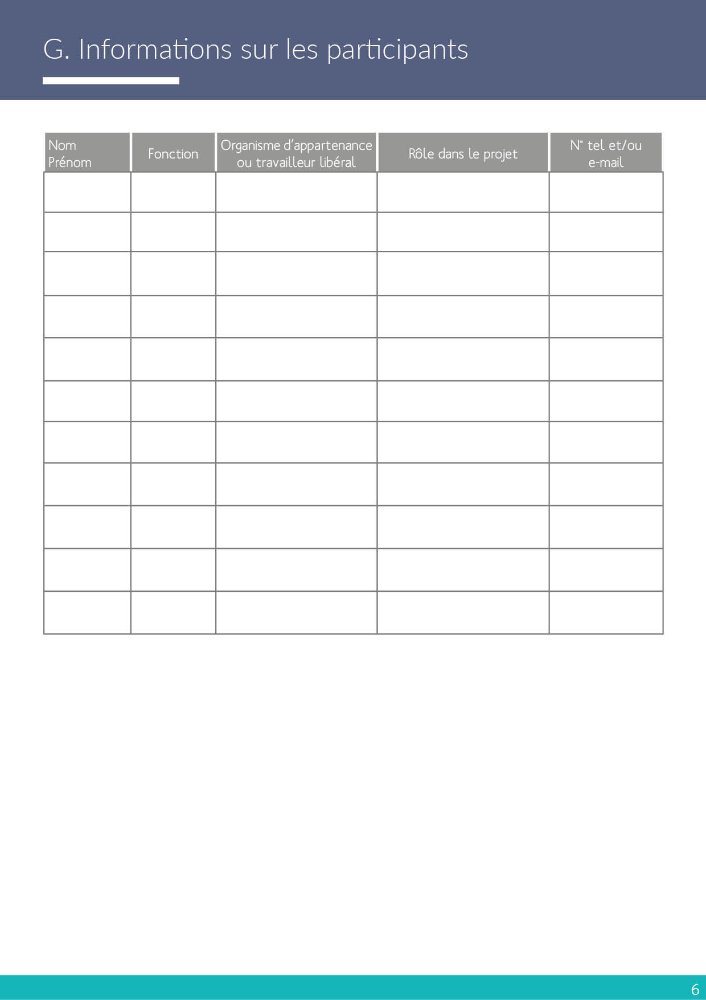 G. Informations sur les participants
Nom
Prénom
Fonction
Organisme d'appartenance
ou travailleur libéral
Rôle dans le projet
N° tel et/ou
e-mail
6